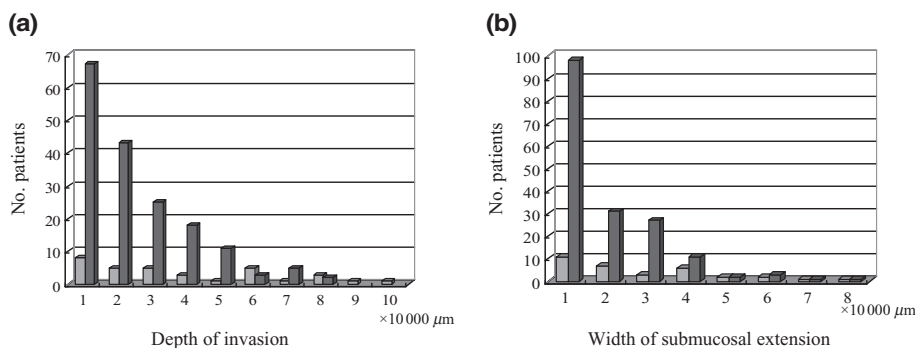 (a)
No. patients
70
60
50
40
30
20
10
0
1 2 3 4 5 6 7 8 9 10
×10 000 μm
Depth of invasion
(b)
No. patients
100
90
80
70
60
50
40
30
20
10
0
1 2 3 4 5 6 7 8
×10 000 μm
Width of submucosal extension